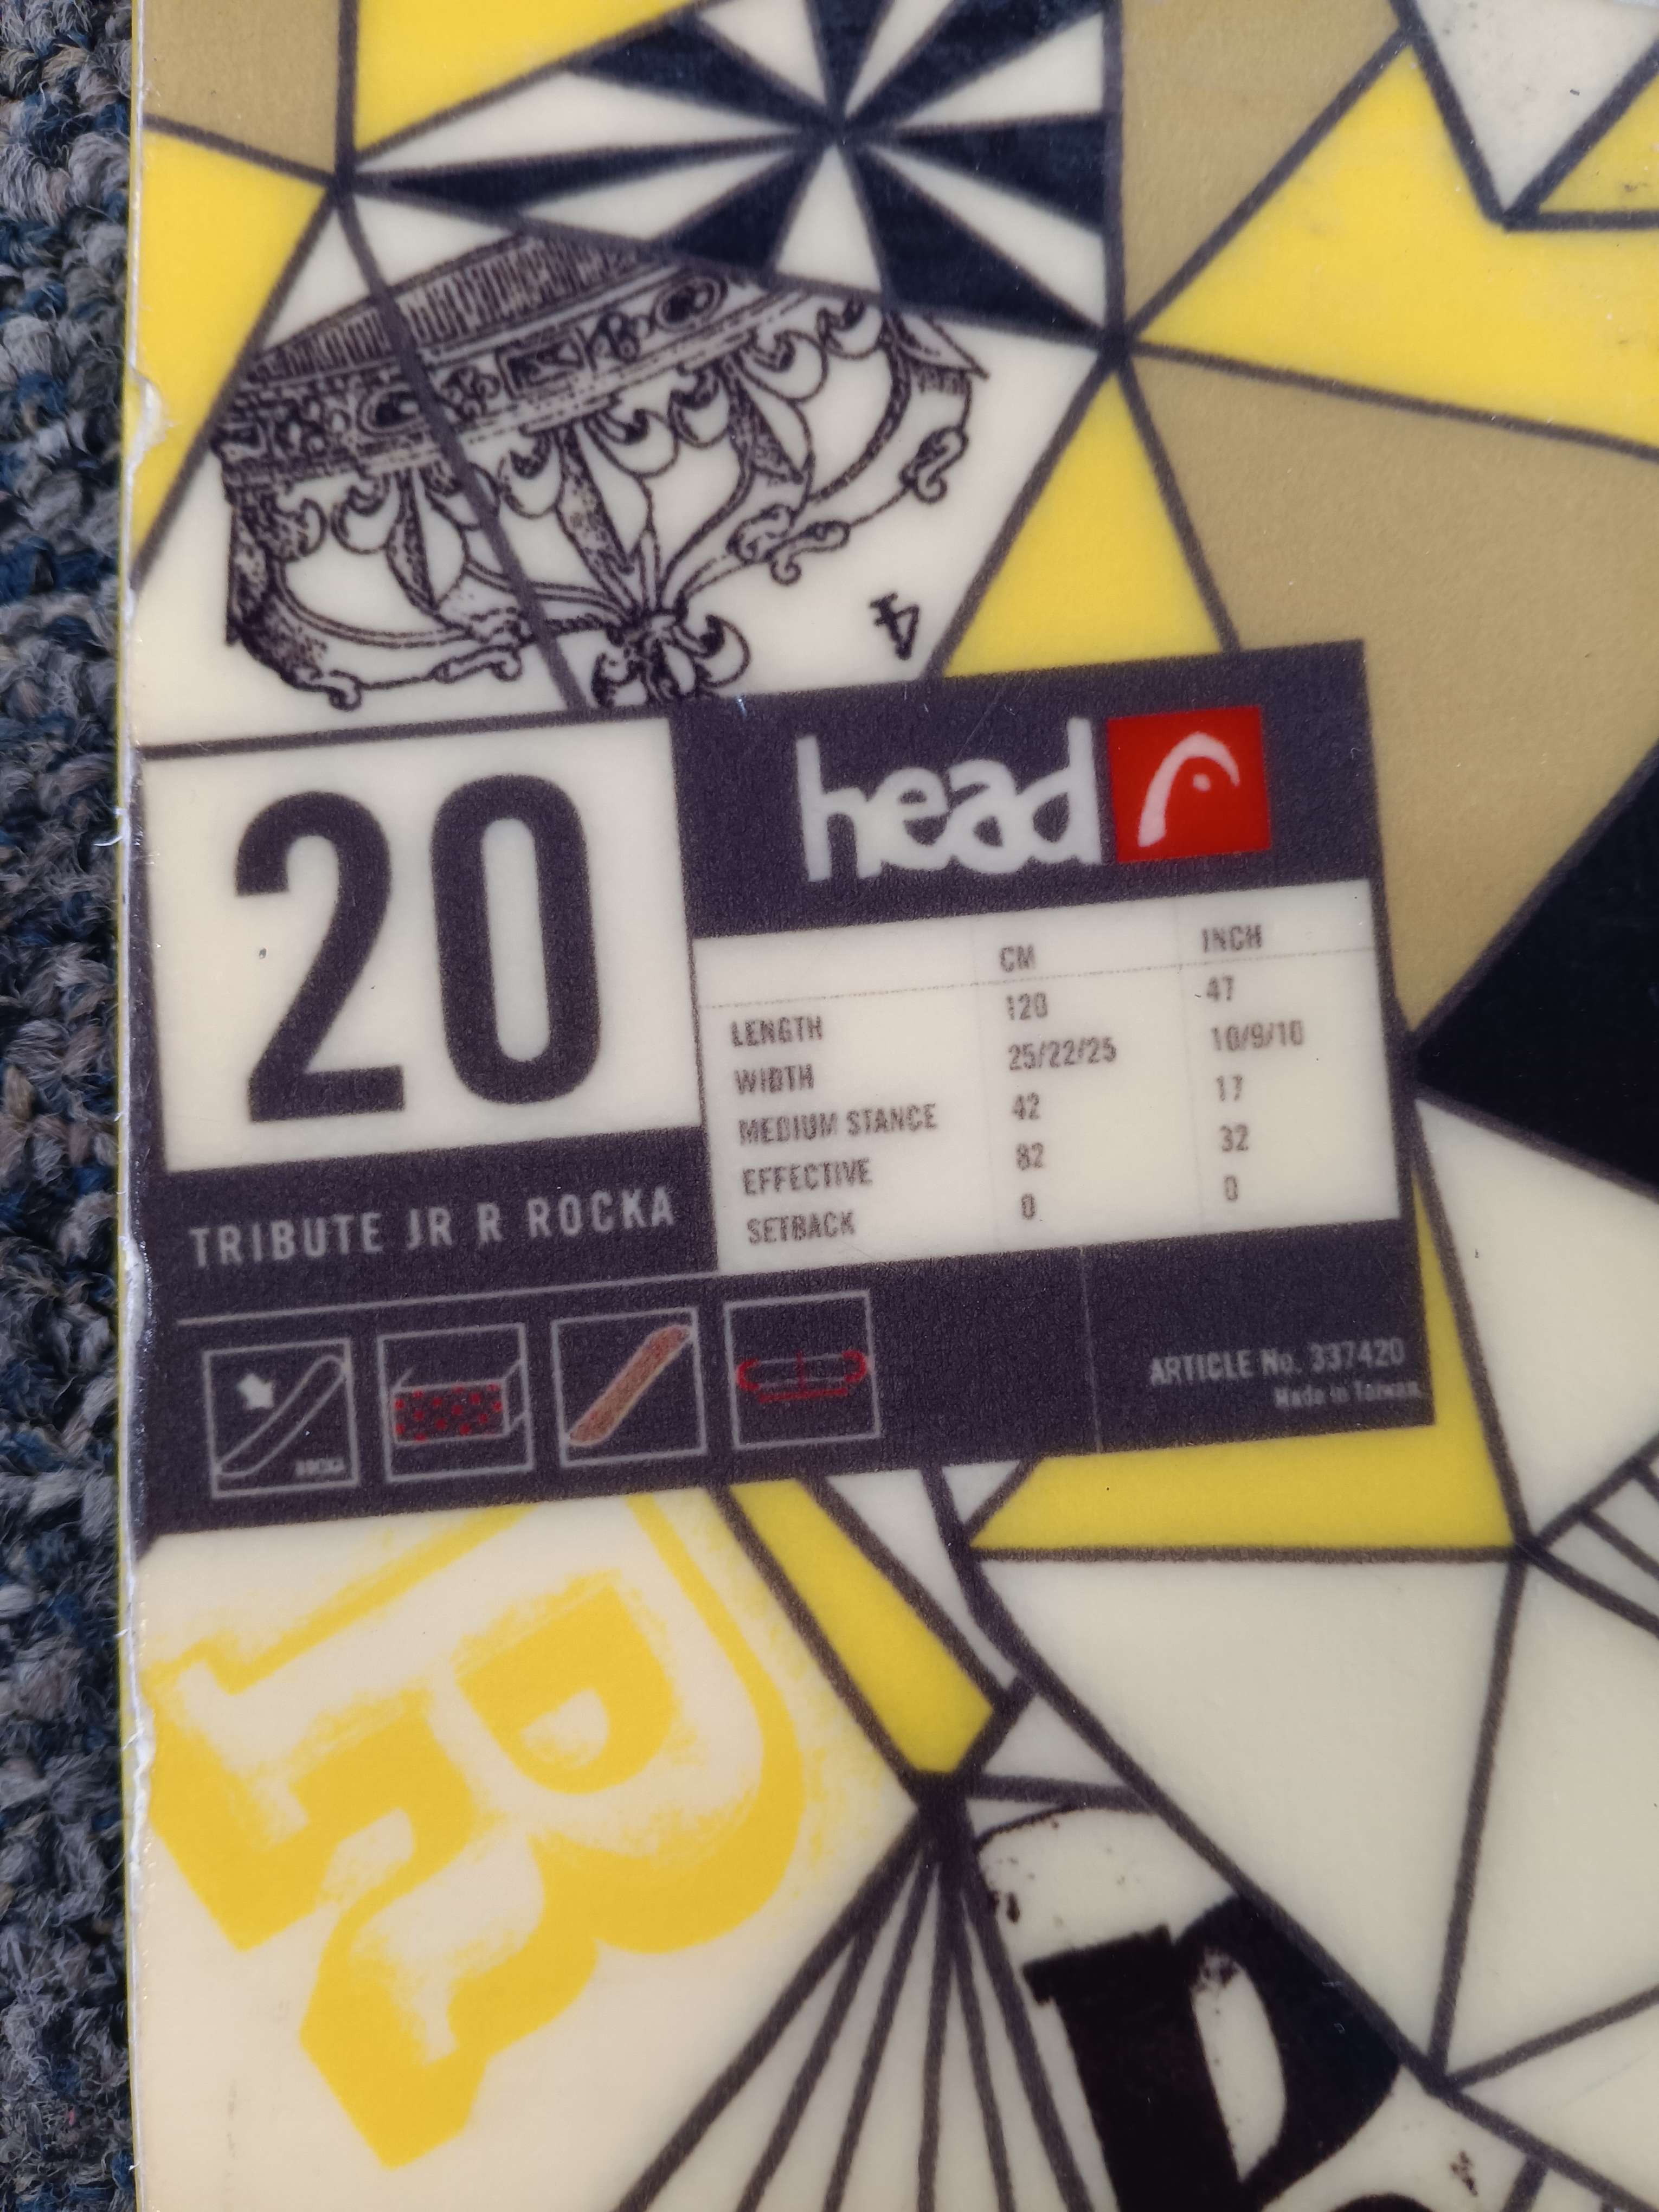 4
20
head
CM INCH
LENGTH 120 47
WIDTH 25/22/25 10/9/10
MEDIUM STANCE 42 17
EFFECTIVE 82 32
SETBACK 0 0
TRIBUTE JR R ROCKA
ARTICLE No. 337420
Made in Taiwan